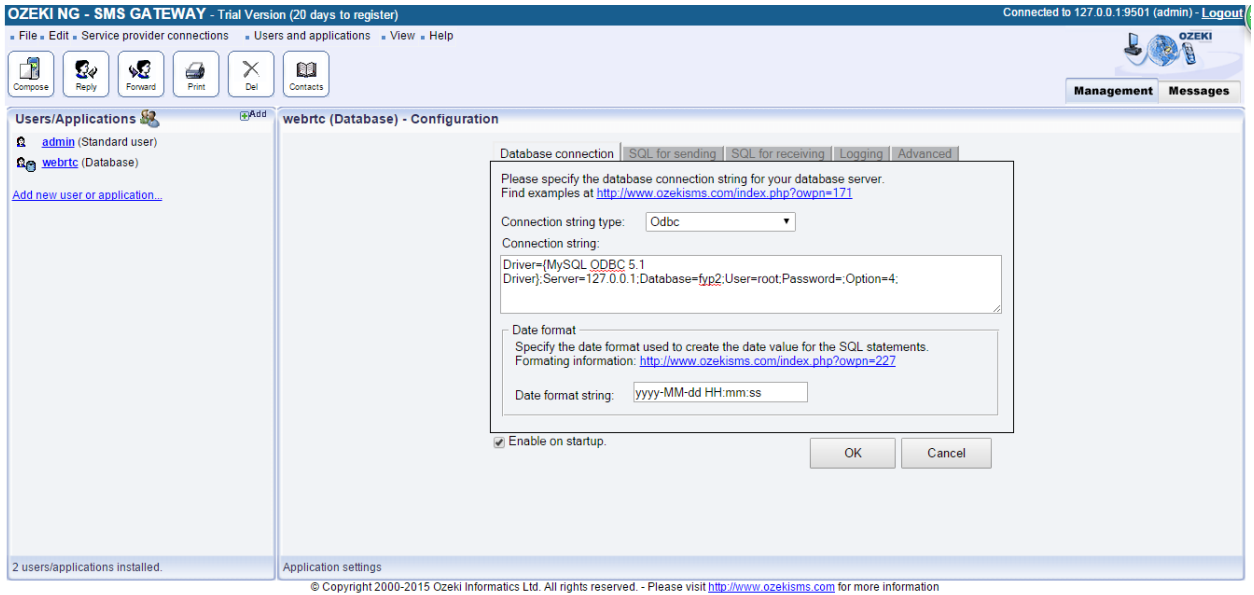 OZEKI NG - SMS GATEWAY - Trial Version (20 days to register)
Connected to 127.0.0.1:9501 (admin) - Logout
File Edit Service provider connections Users and applications View Help
OZEKI
Compose Reply Forward Print Del Contacts
Management Messages
Users/Applications Add
admin (Standard user)
webrtc (Database)
Add new user or application...
2 users/applications installed.
webrtc (Database) - Configuration
Database connection SQL for sending SQL for receiving Logging Advanced
Please specify the database connection string for your database server.
Find examples at http://www.ozekisms.com/index.php?owpn=171
Connection string type: Odbc
Connection string:
Driver={MySQL ODBC 5.1
Driver};Server=127.0.0.1;Database=fyp2;User=root;Password=;Option=4;
Date format
Specify the date format used to create the date value for the SQL statements.
Formating information: http://www.ozekisms.com/index.php?owpn=227
Date format string: yyyy-MM-dd HH:mm:ss
Enable on startup.
OK Cancel
Application settings
© Copyright 2000-2015 Ozeki Informatics Ltd. All rights reserved. - Please visit http://www.ozekisms.com for more information